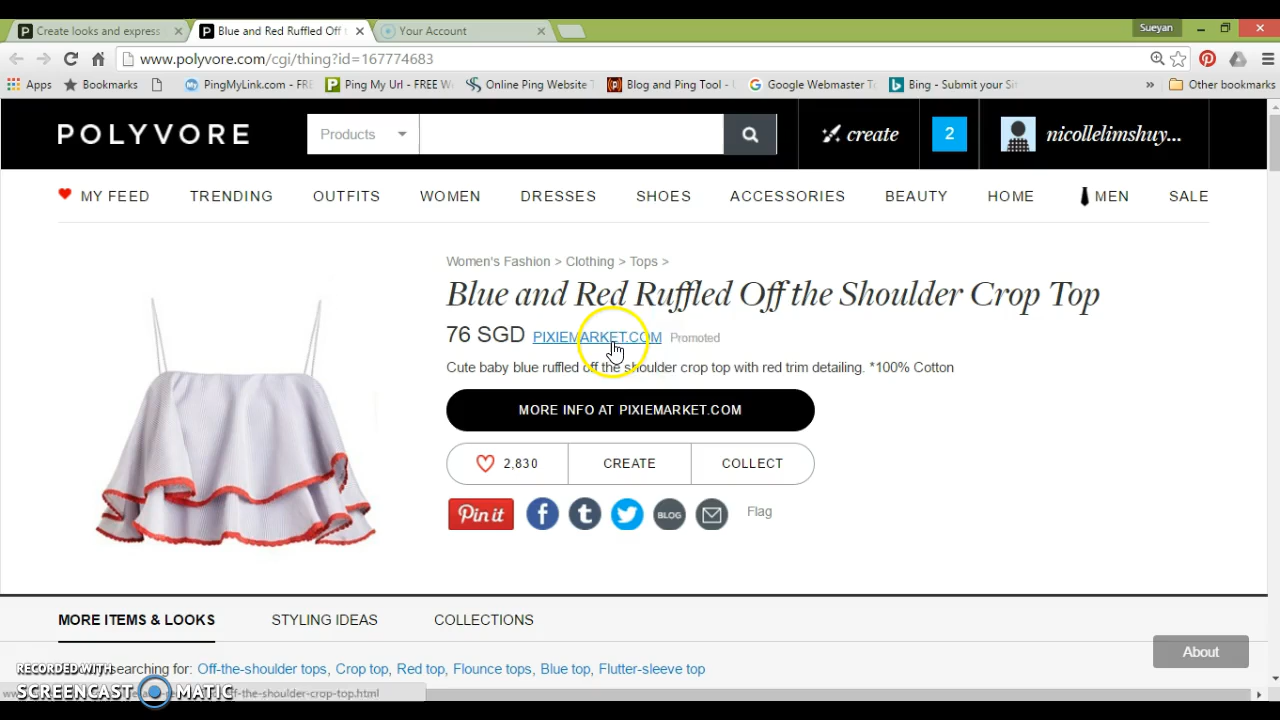 Create looks and express
Blue and Red Ruffled Off
Your Account
Sueyan
www.polyvore.com/cgi/thing?id=167774683
Apps
Bookmarks
PingMyLink.com - FRE
Ping My Url - FREE W
Online Ping Website
Blog and Ping Tool -
Google Webmaster To
Bing - Submit your Sit
Other bookmarks
POLYVORE
Products
create
2
nicollelimshuy...
MY FEED
TRENDING
OUTFITS
WOMEN
DRESSES
SHOES
ACCESSORIES
BEAUTY
HOME
MEN
SALE
Women's Fashion > Clothing > Tops >
Blue and Red Ruffled Off the Shoulder Crop Top
76 SGD PIXIEMARKET.COM Promoted
Cute baby blue ruffled off the shoulder crop top with red trim detailing. *100% Cotton
MORE INFO AT PIXIEMARKET.COM
2,830
CREATE
COLLECT
Pin it
f
t
BLOG
Flag
MORE ITEMS & LOOKS
STYLING IDEAS
COLLECTIONS
About
RECORDED WITH
searching for: Off-the-shoulder tops, Crop top, Red top, Flounce tops, Blue top, Flutter-sleeve top
SCREENCAST MATIC
f-the-shoulder-crop-top.html